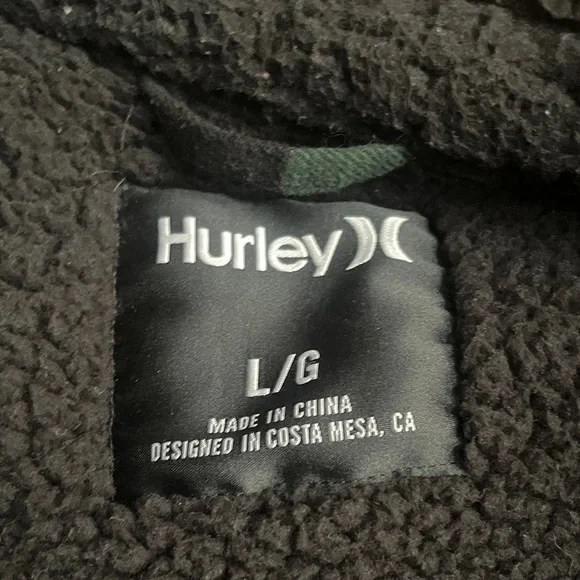 Hurley
L/G
MADE IN CHINA
DESIGNED IN COSTA MESA, CA